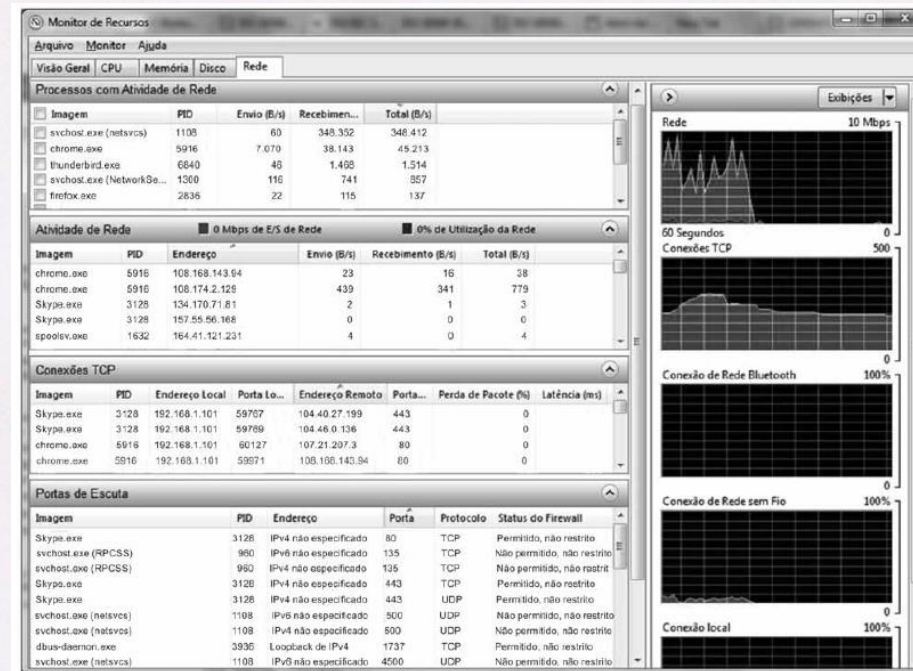 Monitor de Recursos
Arquivo Monitor Ajuda
Visão Geral CPU Memória Disco Rede
Processos com Atividade de Rede
Imagem PID Envio (B/s) Recebimen... Total (B/s)
svchost.exe (netsvcs) 1108 60 348.352 348.412
chrome.exe 5916 7.070 38.143 45.213
thunderbird.exe 6840 46 1.468 1.514
svchost.exe (NetworkSe... 1300 116 741 857
firefox.exe 2836 22 115 137
Atividade de Rede 0 Mbps de E/S de Rede 0% de Utilização da Rede
Imagem PID Endereço Envio (B/s) Recebimento (B/s) Total (B/s)
chrome.exe 5916 108.168.143.94 23 16 38
chrome.exe 5916 108.174.2.129 439 341 779
Skype.exe 3128 134.170.71.81 2 1 3
Skype.exe 3128 157.55.56.168 0 0 0
spoolsv.exe 1632 164.41.121.231 4 0 4
Conexões TCP
Imagem PID Endereço Local Porta Lo... Endereço Remoto Porta... Perda de Pacote (%) Latência (ms)
Skype.exe 3128 192.168.1.101 59767 104.40.27.199 443 0
Skype.exe 3128 192.168.1.101 59769 104.46.0.136 443 0
chrome.exe 5916 192.168.1.101 60127 107.21.207.3 80 0
chrome.exe 5916 192.168.1.101 59971 108.168.143.94 80 0
Portas de Escuta
Imagem PID Endereço Porta Protocolo Status do Firewall
Skype.exe 3128 IPv4 não especificado 80 TCP Permitido, não restrito
svchost.exe (RPCSS) 960 IPv6 não especificado 135 TCP Não permitido, não restrito
svchost.exe (RPCSS) 960 IPv4 não especificado 135 TCP Não permitido, não restrit
Skype.exe 3128 IPv4 não especificado 443 TCP Permitido, não restrito
Skype.exe 3128 IPv4 não especificado 443 UDP Permitido, não restrito
svchost.exe (netsvcs) 1108 IPv6 não especificado 500 UDP Não permitido, não restrito
svchost.exe (netsvcs) 1108 IPv4 não especificado 500 UDP Não permitido, não restrito
dbus-daemon.exe 3936 Loopback de IPv4 1737 TCP Permitido, não restrito
svchost.exe (netsvcs) 1108 IPv6 não especificado 4500 UDP Não permitido, não restrito
Exibições
Rede 10 Mbps
60 Segundos 0
Conexões TCP 500
0
Conexão de Rede Bluetooth 100%
0
Conexão de Rede sem Fio 100%
0
Conexão local 100%